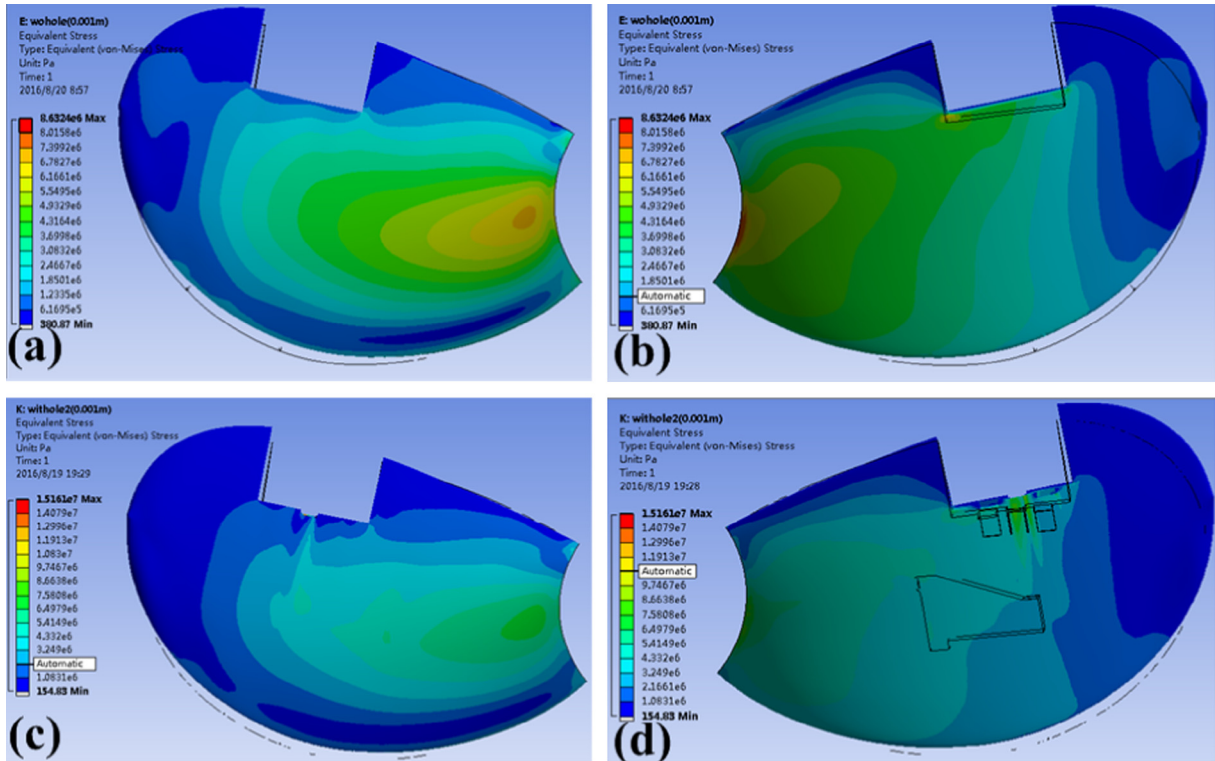 E: wohole(0.001m)
Equivalent Stress
Type: Equivalent (von-Mises) Stress
Unit: Pa
Time: 1
2016/8/20 8:57
8.6324e6 Max
8.0158e6
7.3992e6
6.7827e6
6.1661e6
5.5495e6
4.9329e6
4.3164e6
3.6998e6
3.0832e6
2.4667e6
1.8501e6
1.2335e6
6.1695e5
380.87 Min
(a)
E: wohole(0.001m)
Equivalent Stress
Type: Equivalent (von-Mises) Stress
Unit: Pa
Time: 1
2016/8/20 8:57
8.6324e6 Max
8.0158e6
7.3992e6
6.7827e6
6.1661e6
5.5495e6
4.9329e6
4.3164e6
3.6998e6
3.0832e6
2.4667e6
1.8501e6
Automatic
6.1695e5
380.87 Min
(b)
K: withole2(0.001m)
Equivalent Stress
Type: Equivalent (von-Mises) Stress
Unit: Pa
Time: 1
2016/8/19 19:29
1.5161e7 Max
1.4079e7
1.2996e7
1.1913e7
1.083e7
9.7467e6
8.6638e6
7.5808e6
6.4979e6
5.4149e6
4.332e6
3.249e6
Automatic
1.0831e6
154.83 Min
(c)
K: withole2(0.001m)
Equivalent Stress
Type: Equivalent (von-Mises) Stress
Unit: Pa
Time: 1
2016/8/19 19:28
1.5161e7 Max
1.4079e7
1.2996e7
1.1913e7
Automatic
9.7467e6
8.6638e6
7.5808e6
6.4979e6
5.4149e6
4.332e6
3.249e6
2.1661e6
1.0831e6
154.83 Min
(d)